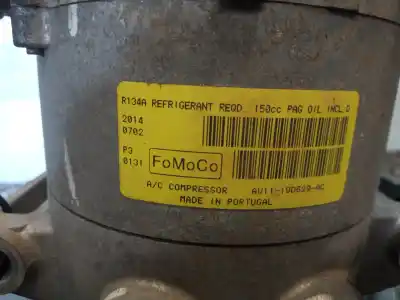 R134A REFRIGERANT REQD. 150cc PAG OIL INCL'D
2014
0702
P3
0131
FoMoCo
A/C COMPRESSOR AV11-19D629-AC
MADE IN PORTUGAL